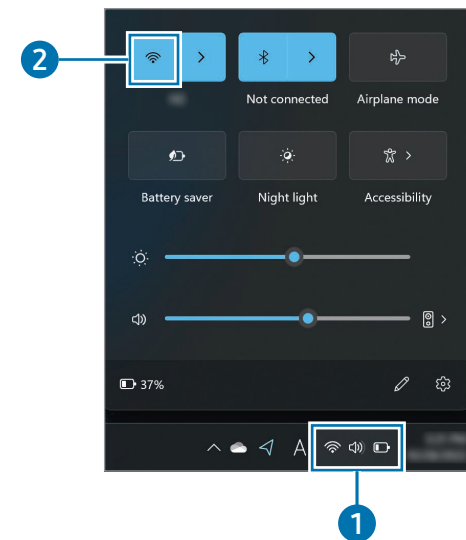 2
Not connected Airplane mode
Battery saver Night light Accessibility
37%
A
1